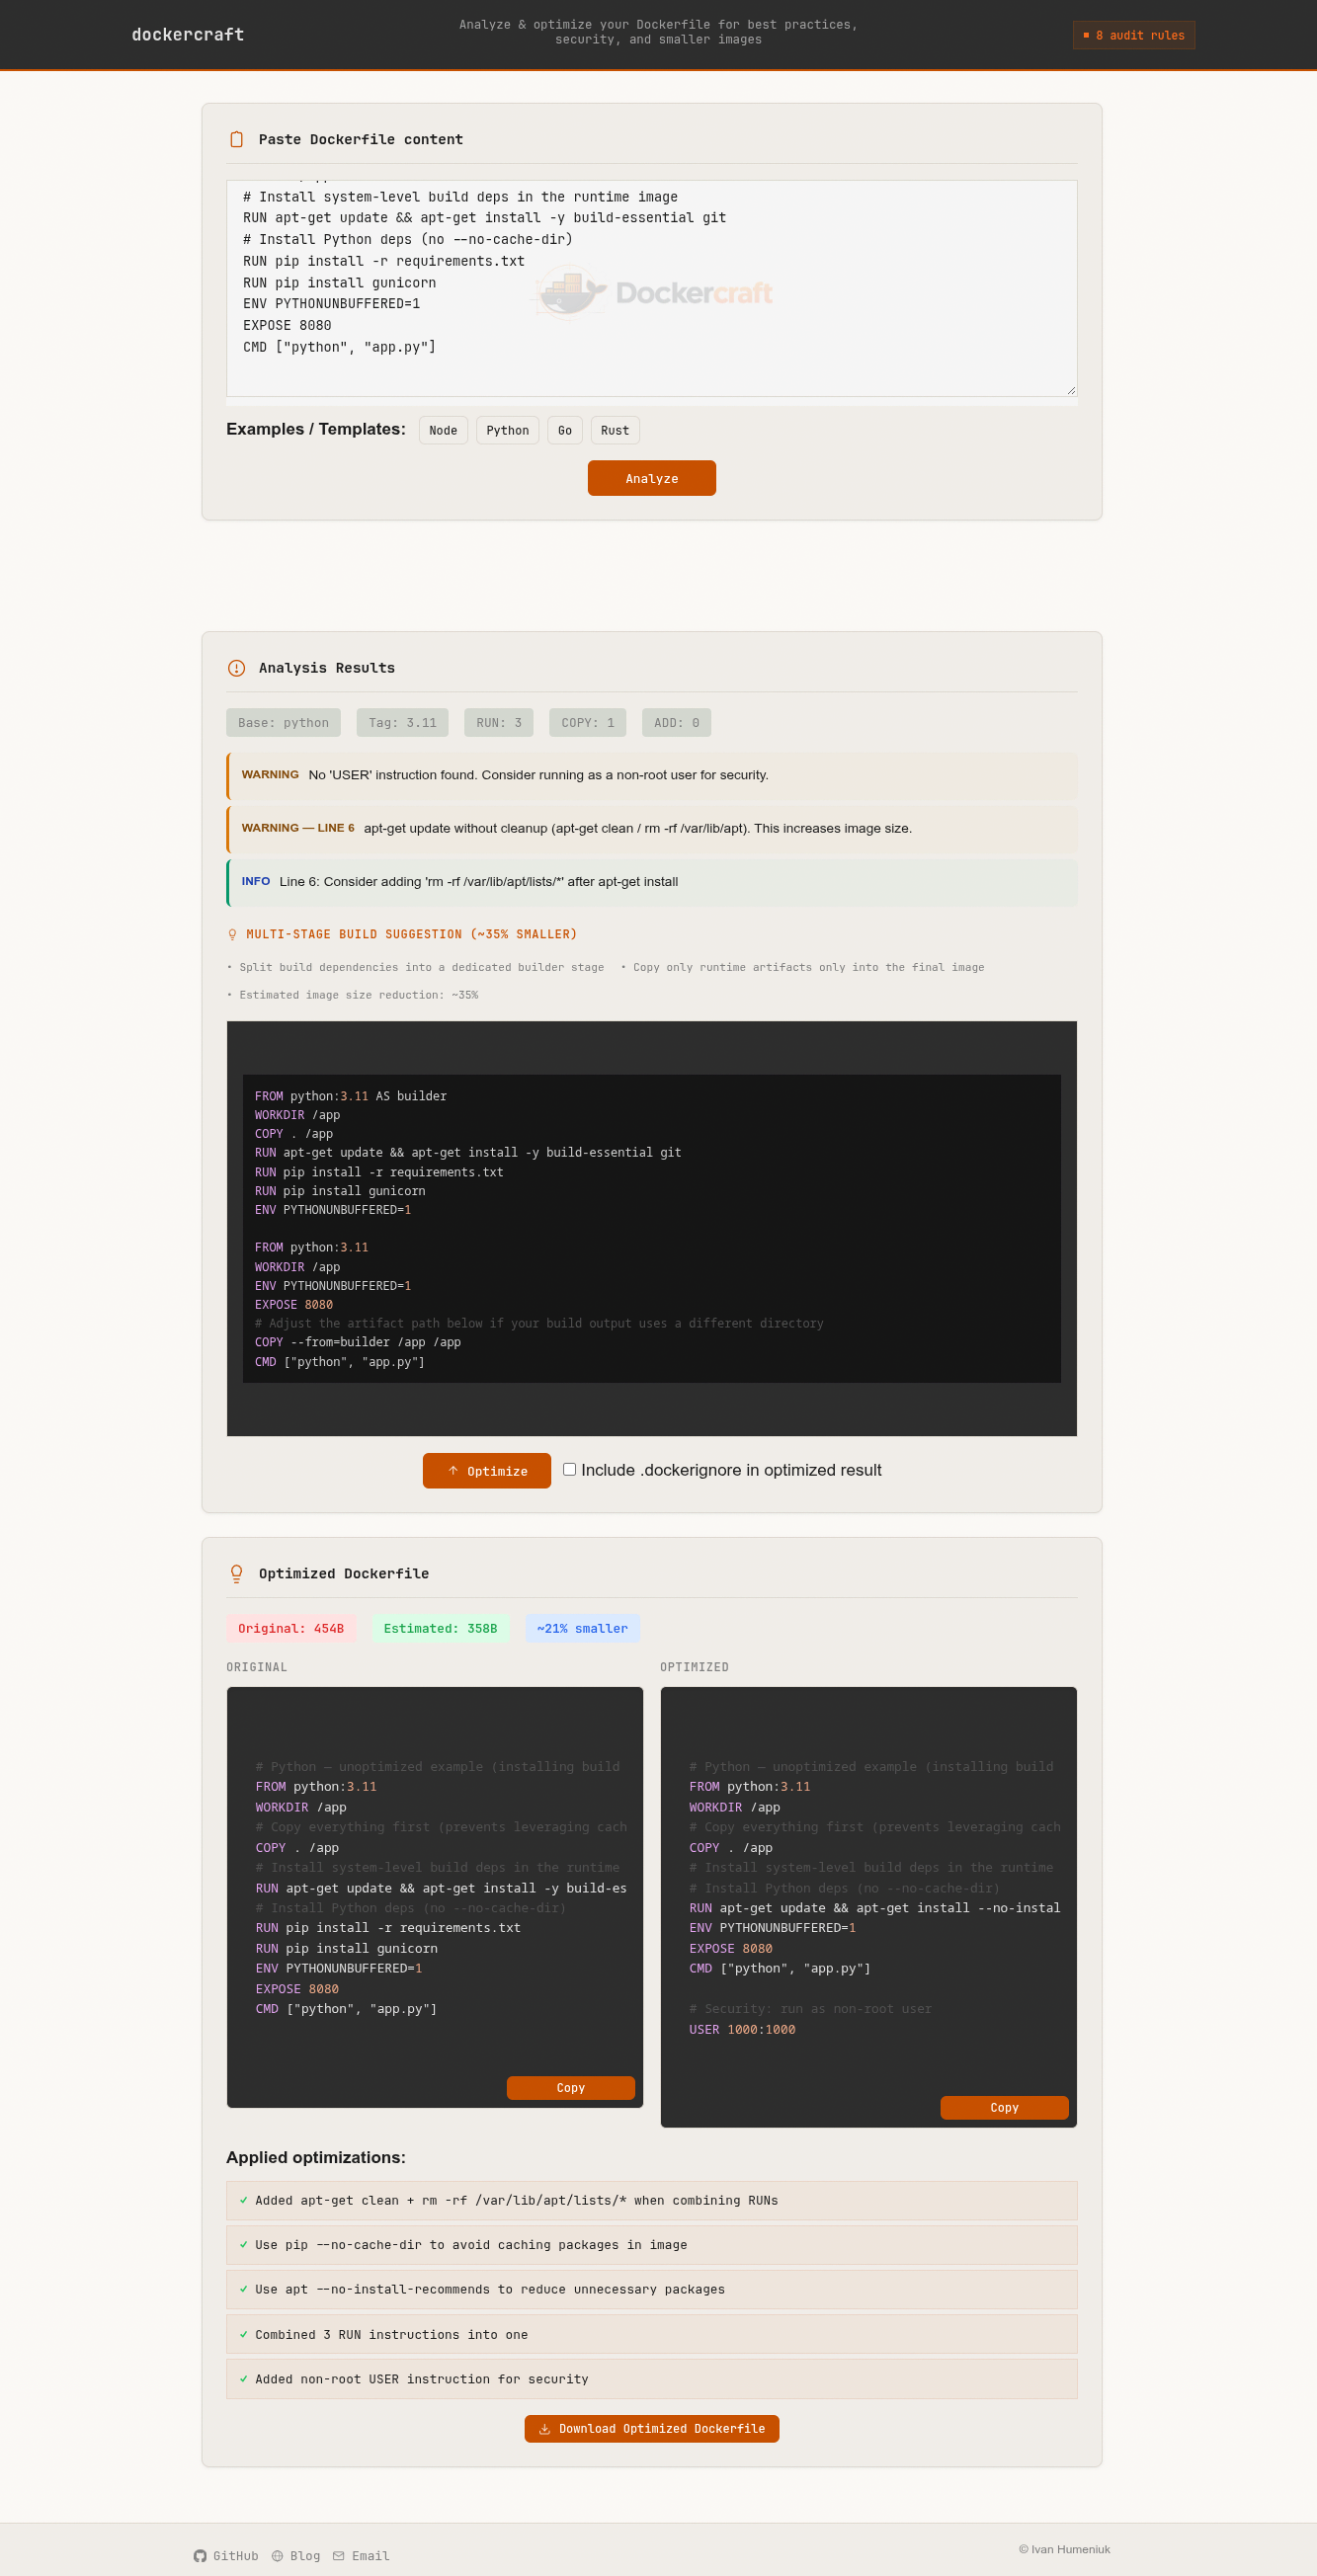 dockercraft
Analyze & optimize your Dockerfile for best practices,
security, and smaller images
8 audit rules
Paste Dockerfile content
# Install system-level build deps in the runtime image
RUN apt-get update && apt-get install -y build-essential git
# Install Python deps (no --no-cache-dir)
RUN pip install -r requirements.txt
RUN pip install gunicorn
ENV PYTHONUNBUFFERED=1
EXPOSE 8080
CMD ["python", "app.py"]
Dockercraft
Examples / Templates: Node Python Go Rust
Analyze
Analysis Results
Base: python Tag: 3.11 RUN: 3 COPY: 1 ADD: 0
WARNING No 'USER' instruction found. Consider running as a non-root user for security.
WARNING — LINE 6 apt-get update without cleanup (apt-get clean / rm -rf /var/lib/apt). This increases image size.
INFO Line 6: Consider adding 'rm -rf /var/lib/apt/lists/*' after apt-get install
MULTI-STAGE BUILD SUGGESTION (~35% SMALLER)
• Split build dependencies into a dedicated builder stage • Copy only runtime artifacts only into the final image
• Estimated image size reduction: ~35%
FROM python:3.11 AS builder
WORKDIR /app
COPY . /app
RUN apt-get update && apt-get install -y build-essential git
RUN pip install -r requirements.txt
RUN pip install gunicorn
ENV PYTHONUNBUFFERED=1
FROM python:3.11
WORKDIR /app
ENV PYTHONUNBUFFERED=1
EXPOSE 8080
# Adjust the artifact path below if your build output uses a different directory
COPY --from=builder /app /app
CMD ["python", "app.py"]
Optimize Include .dockerignore in optimized result
Optimized Dockerfile
Original: 454B Estimated: 358B ~21% smaller
ORIGINAL
# Python — unoptimized example (installing build
FROM python:3.11
WORKDIR /app
# Copy everything first (prevents leveraging cach
COPY . /app
# Install system-level build deps in the runtime
RUN apt-get update && apt-get install -y build-es
# Install Python deps (no --no-cache-dir)
RUN pip install -r requirements.txt
RUN pip install gunicorn
ENV PYTHONUNBUFFERED=1
EXPOSE 8080
CMD ["python", "app.py"]
Copy
OPTIMIZED
# Python — unoptimized example (installing build
FROM python:3.11
WORKDIR /app
# Copy everything first (prevents leveraging cach
COPY . /app
# Install system-level build deps in the runtime
# Install Python deps (no --no-cache-dir)
RUN apt-get update && apt-get install --no-instal
ENV PYTHONUNBUFFERED=1
EXPOSE 8080
CMD ["python", "app.py"]
# Security: run as non-root user
USER 1000:1000
Copy
Applied optimizations:
✓ Added apt-get clean + rm -rf /var/lib/apt/lists/* when combining RUNs
✓ Use pip --no-cache-dir to avoid caching packages in image
✓ Use apt --no-install-recommends to reduce unnecessary packages
✓ Combined 3 RUN instructions into one
✓ Added non-root USER instruction for security
Download Optimized Dockerfile
GitHub Blog Email
© Ivan Humeniuk